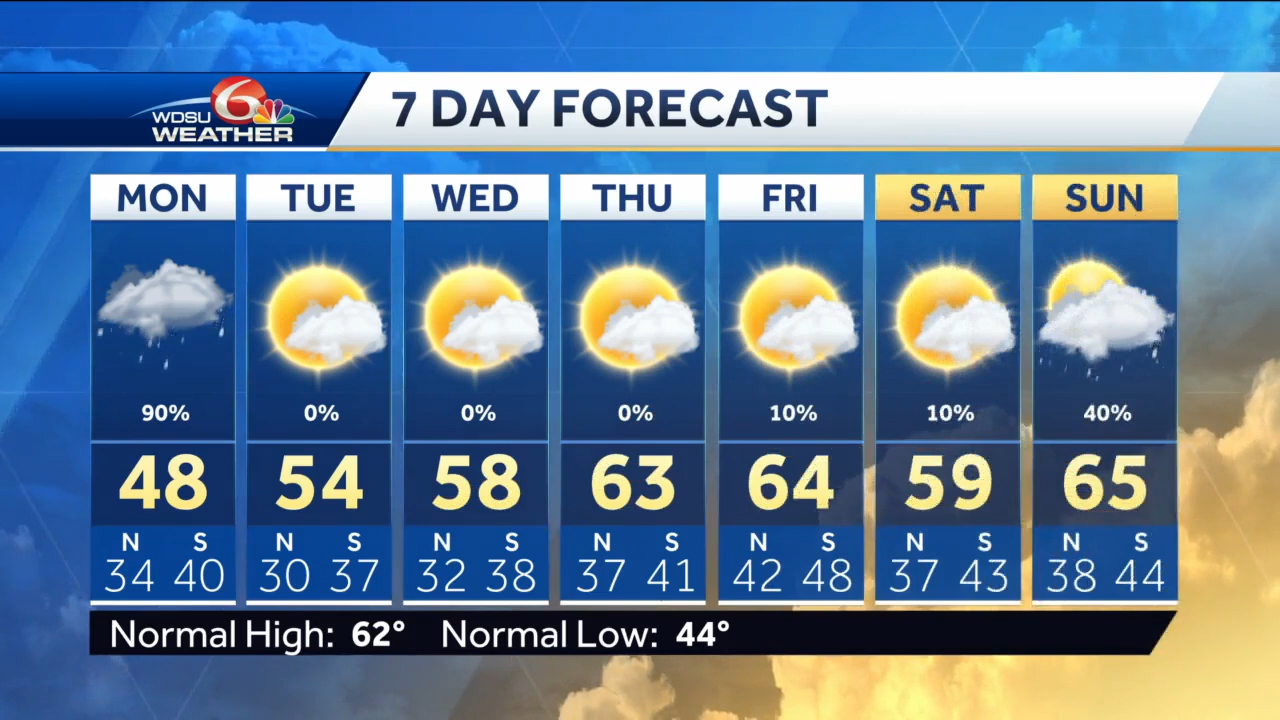 WDSU 6
WEATHER
7 DAY FORECAST
MON TUE WED THU FRI SAT SUN
90% 0% 0% 0% 10% 10% 40%
48 54 58 63 64 59 65
N S N S N S N S N S N S N S
34 40 30 37 32 38 37 41 42 48 37 43 38 44
Normal High: 62° Normal Low: 44°